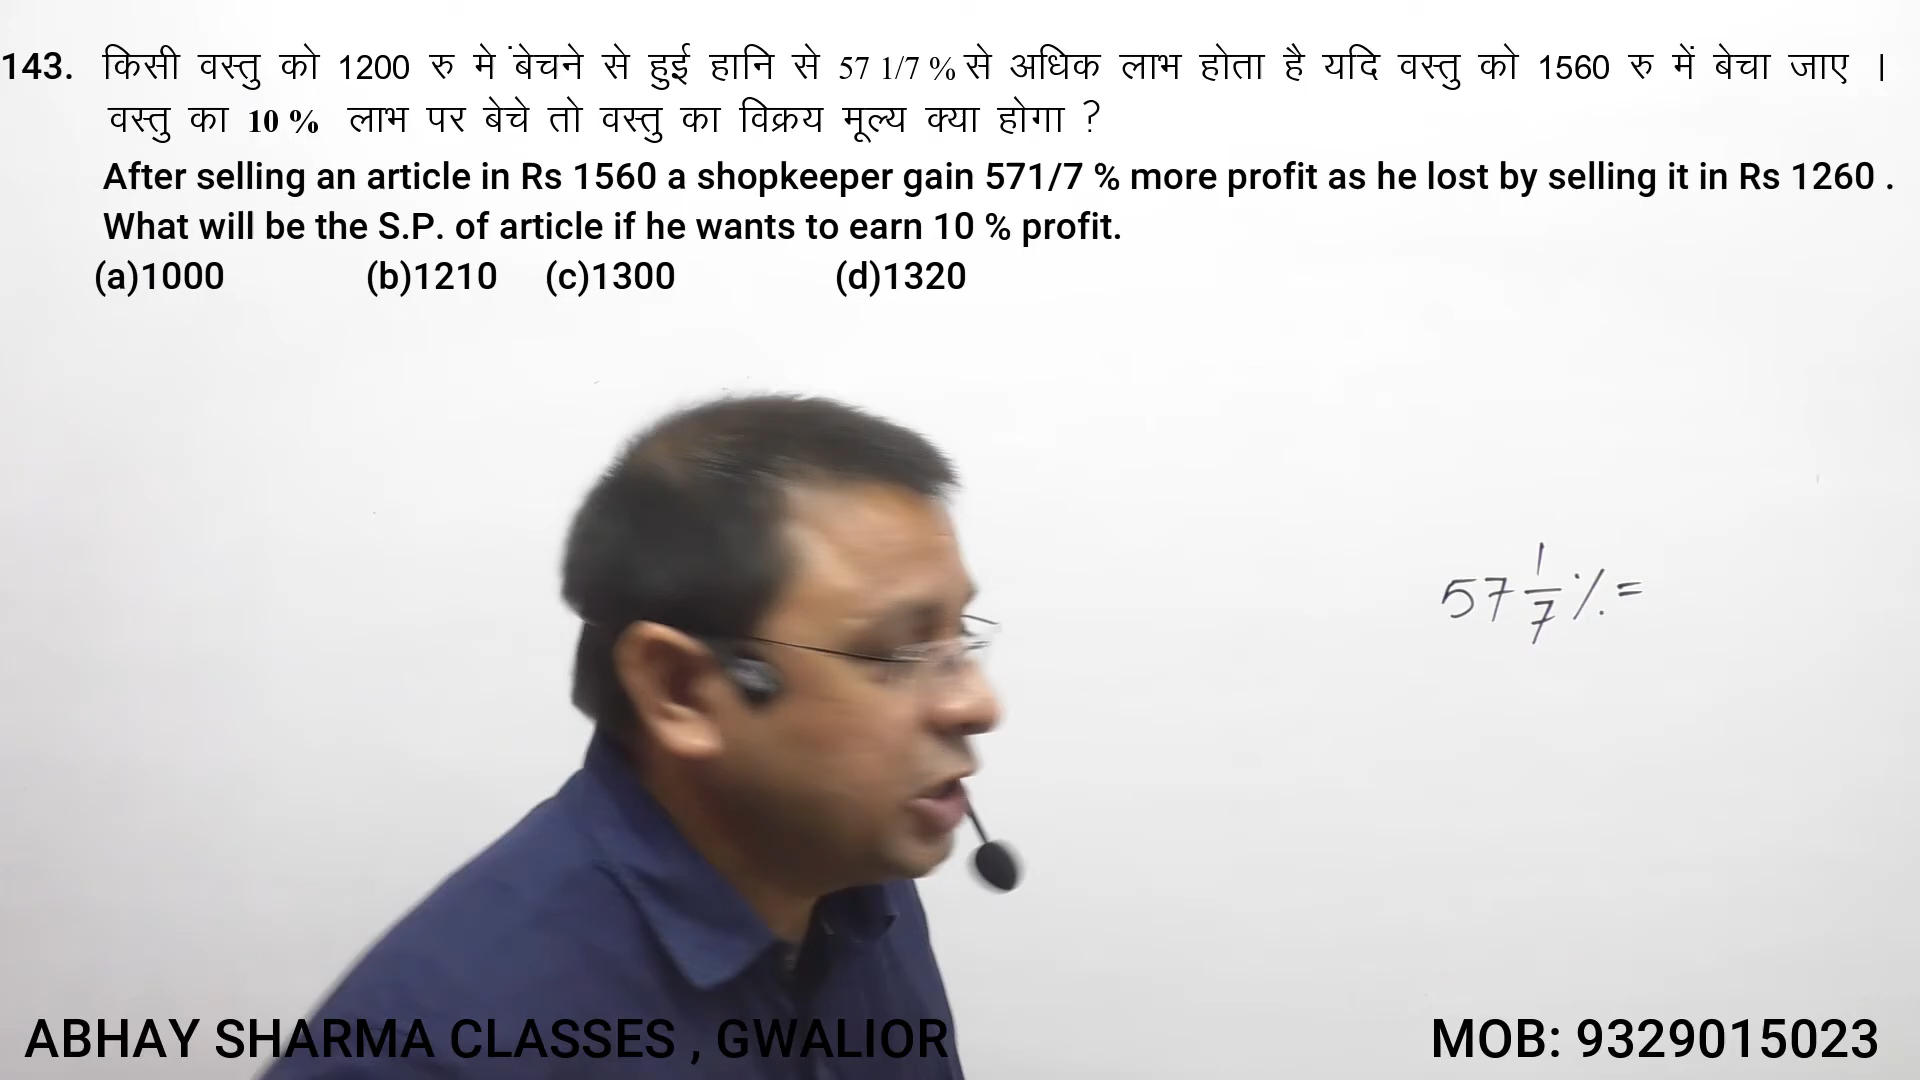 143. किसी वस्तु को 1200 रु मे बेचने से हुई हानि से 57 1/7 % से अधिक लाभ होता है यदि वस्तु को 1560 रु में बेचा जाए ।
वस्तु का 10 % लाभ पर बेचे तो वस्तु का विक्रय मूल्य क्या होगा ?
After selling an article in Rs 1560 a shopkeeper gain 571/7 % more profit as he lost by selling it in Rs 1260 .
What will be the S.P. of article if he wants to earn 10 % profit.
(a)1000 (b)1210 (c)1300 (d)1320
57 1/7 % =
ABHAY SHARMA CLASSES , GWALIOR MOB: 9329015023